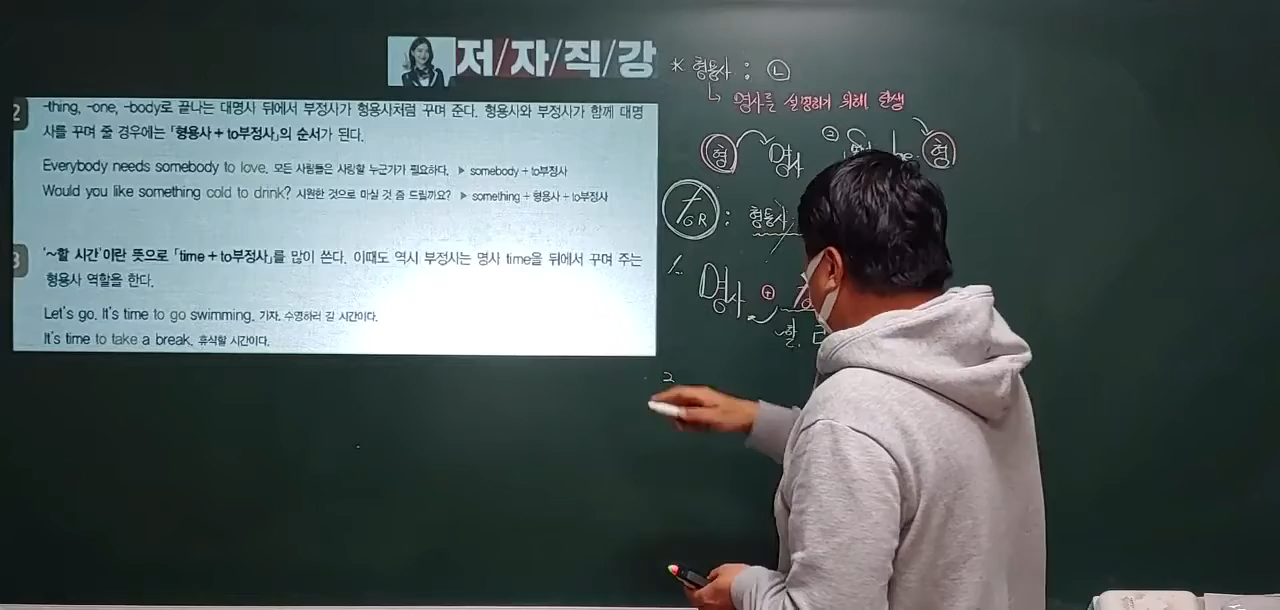 저/자/직/강
2 -thing, -one, -body로 끝나는 대명사 뒤에서 부정사가 형용사처럼 꾸며 준다. 형용사와 부정사가 함께 대명
사를 꾸며 줄 경우에는 「형용사 + to부정사」의 순서가 된다.
Everybody needs somebody to love. 모든 사람들은 사랑할 누군가가 필요하다. ▶ somebody + to부정사
Would you like something cold to drink? 시원한 것으로 마실 것 좀 드릴까요? ▶ something + 형용사 + to부정사
3 '~할 시간'이란 뜻으로 「time + to부정사」를 많이 쓴다. 이때도 역시 부정사는 명사 time을 뒤에서 꾸며 주는
형용사 역할을 한다.
Let's go. It's time to go swimming. 가자. 수영하러 갈 시간이다.
It's time to take a break. 휴식할 시간이다.
* 형용사 : ㄴ
명사를 설명하기 위해 탄생
형 명사 ② be 형
GR : 형용사
1.
명사 +
~할,
2